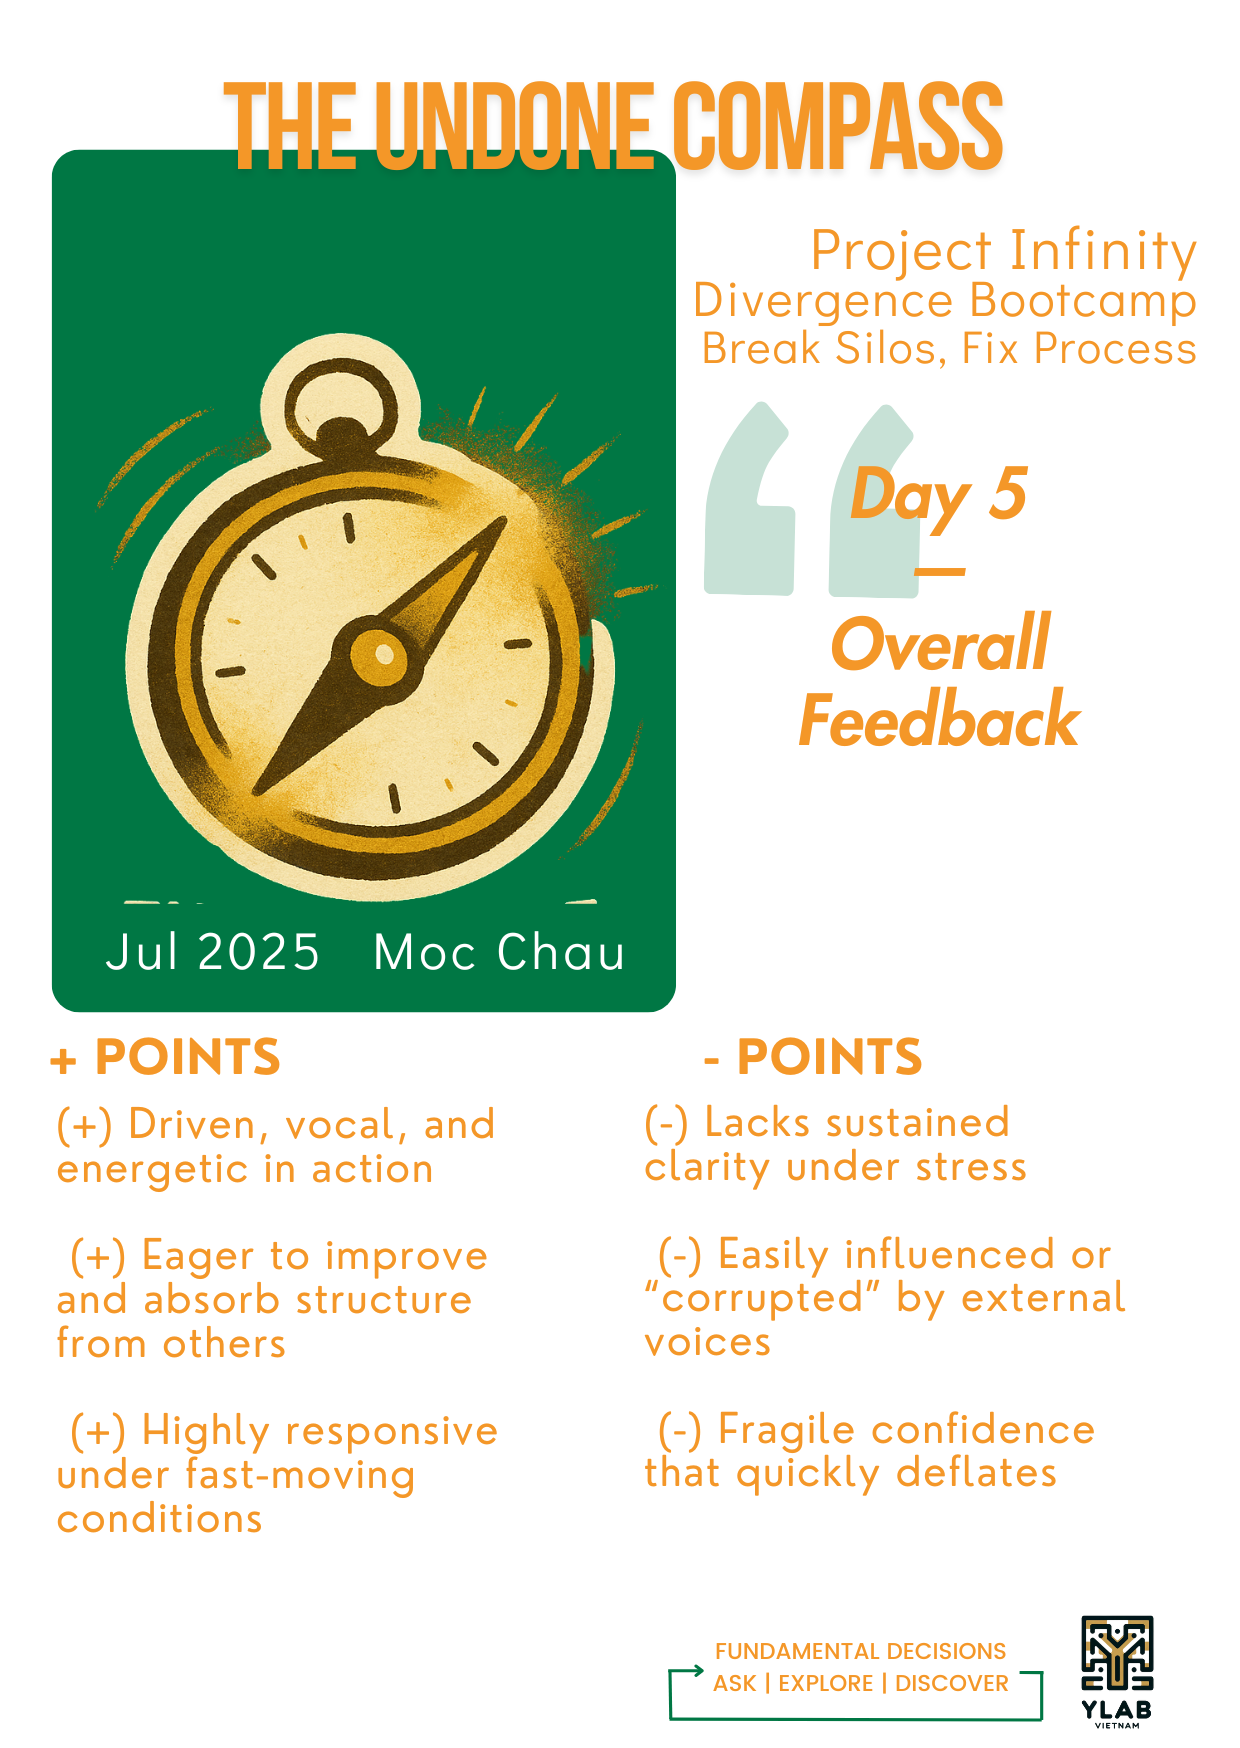 THE UNDONE COMPASS
Project Infinity
Divergence Bootcamp
Break Silos, Fix Process
Day 5
—
Overall
Feedback
Jul 2025 Moc Chau
+ POINTS
(+) Driven, vocal, and
energetic in action
(+) Eager to improve
and absorb structure
from others
(+) Highly responsive
under fast-moving
conditions
- POINTS
(-) Lacks sustained
clarity under stress
(-) Easily influenced or
“corrupted” by external
voices
(-) Fragile confidence
that quickly deflates
FUNDAMENTAL DECISIONS
ASK | EXPLORE | DISCOVER
YLAB
VIETNAM